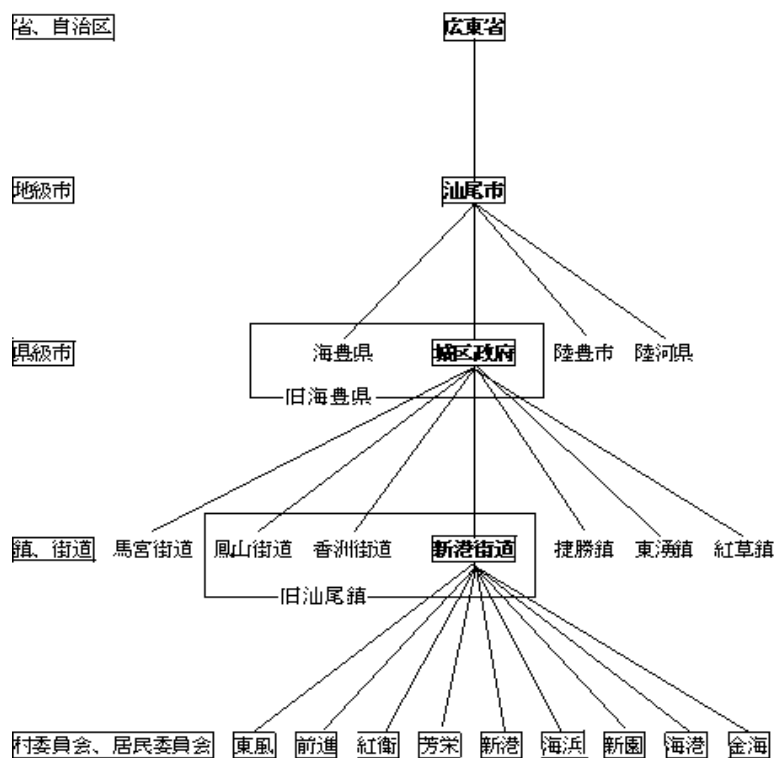 省、自治区 広東省
地級市 汕尾市
県級市 海豊県 城区政府 陸豊市 陸河県
旧海豊県
鎮、街道 馬宮街道 鳳山街道 香洲街道 新港街道 捷勝鎮 東湧鎮 紅草鎮
旧汕尾鎮
村委員会、居民委員会 東風 前進 紅衛 芳栄 新港 海浜 新園 海港 金海